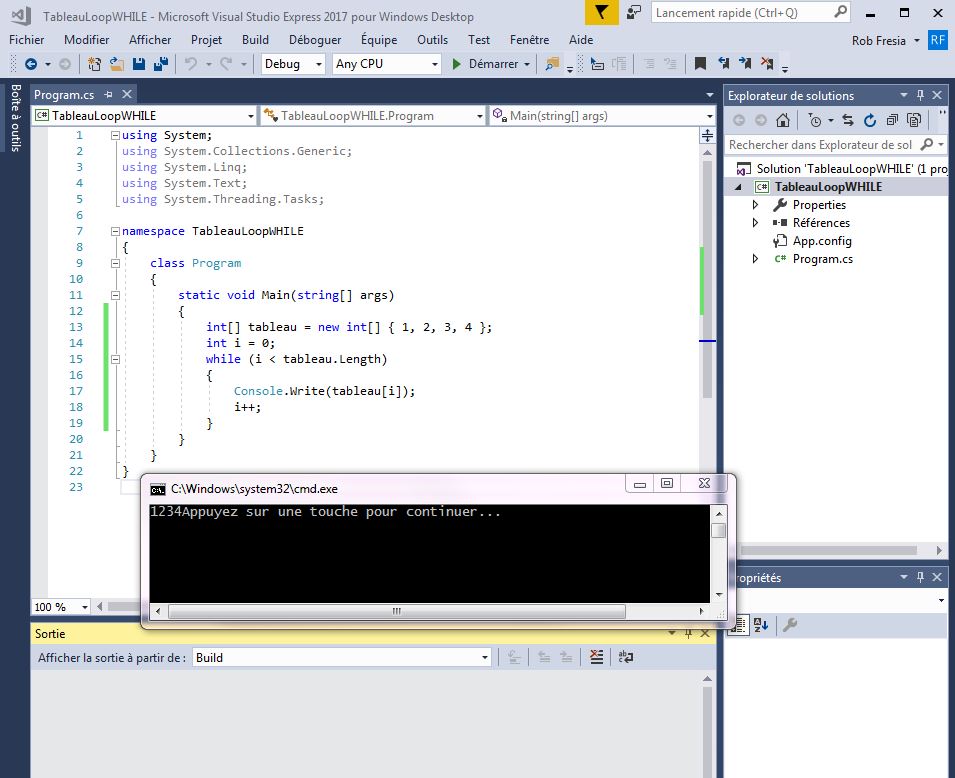 TableauLoopWHILE - Microsoft Visual Studio Express 2017 pour Windows Desktop
Lancement rapide (Ctrl+Q)
Fichier Modifier Afficher Projet Build Déboguer Équipe Outils Test Fenêtre Aide
Rob Fresia RF
Debug Any CPU Démarrer
Boîte à outils
Program.cs
C# TableauLoopWHILE TableauLoopWHILE.Program Main(string[] args)
1 using System;
2 using System.Collections.Generic;
3 using System.Linq;
4 using System.Text;
5 using System.Threading.Tasks;
6
7 namespace TableauLoopWHILE
8 {
9 class Program
10 {
11 static void Main(string[] args)
12 {
13 int[] tableau = new int[] { 1, 2, 3, 4 };
14 int i = 0;
15 while (i < tableau.Length)
16 {
17 Console.Write(tableau[i]);
18 i++;
19 }
20 }
21 }
22 }
23
100 %
C:\Windows\system32\cmd.exe
1234Appuyez sur une touche pour continuer...
Sortie
Afficher la sortie à partir de : Build
Explorateur de solutions
Rechercher dans Explorateur de sol
Solution 'TableauLoopWHILE' (1 proj
C# TableauLoopWHILE
Properties
Références
App.config
C# Program.cs
ropriétés